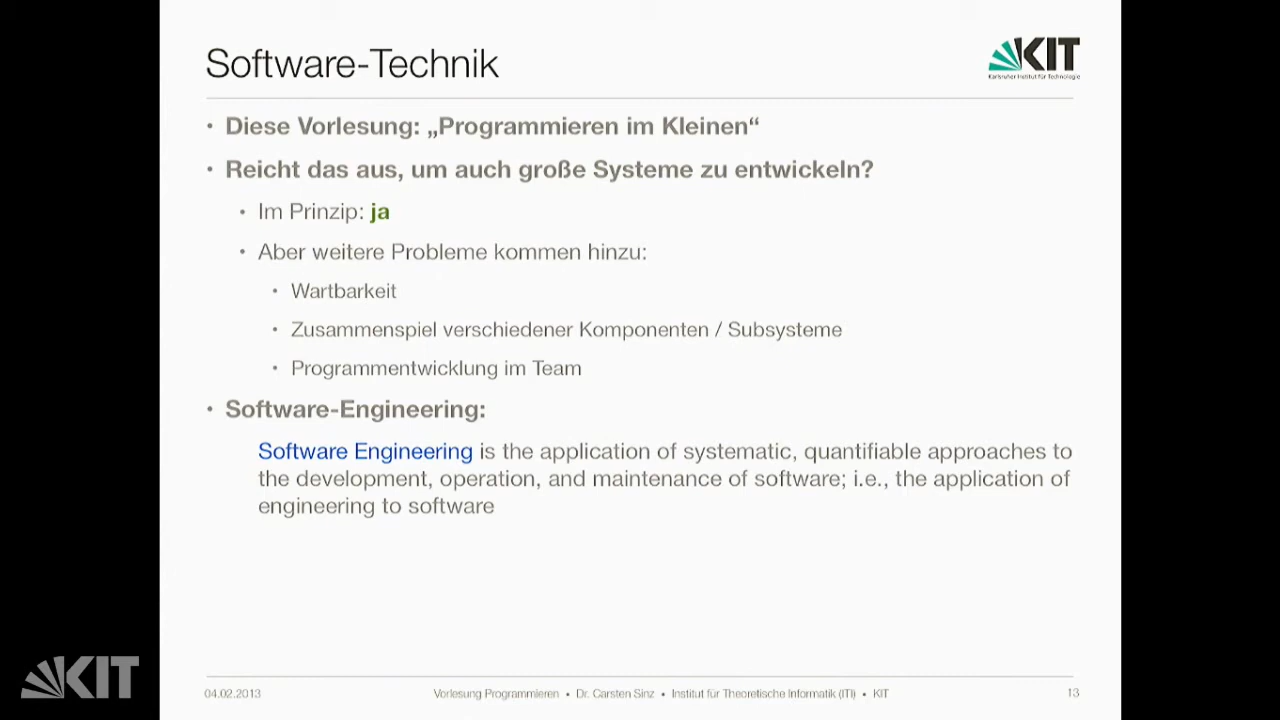 Software-Technik
KIT
Karlsruher Institut für Technologie
• Diese Vorlesung: „Programmieren im Kleinen“
• Reicht das aus, um auch große Systeme zu entwickeln?
• Im Prinzip: ja
• Aber weitere Probleme kommen hinzu:
• Wartbarkeit
• Zusammenspiel verschiedener Komponenten / Subsysteme
• Programmentwicklung im Team
• Software-Engineering:
Software Engineering is the application of systematic, quantifiable approaches to
the development, operation, and maintenance of software; i.e., the application of
engineering to software
KIT
04.02.2013
Vorlesung Programmieren • Dr. Carsten Sinz • Institut für Theoretische Informatik (ITI) • KIT
13